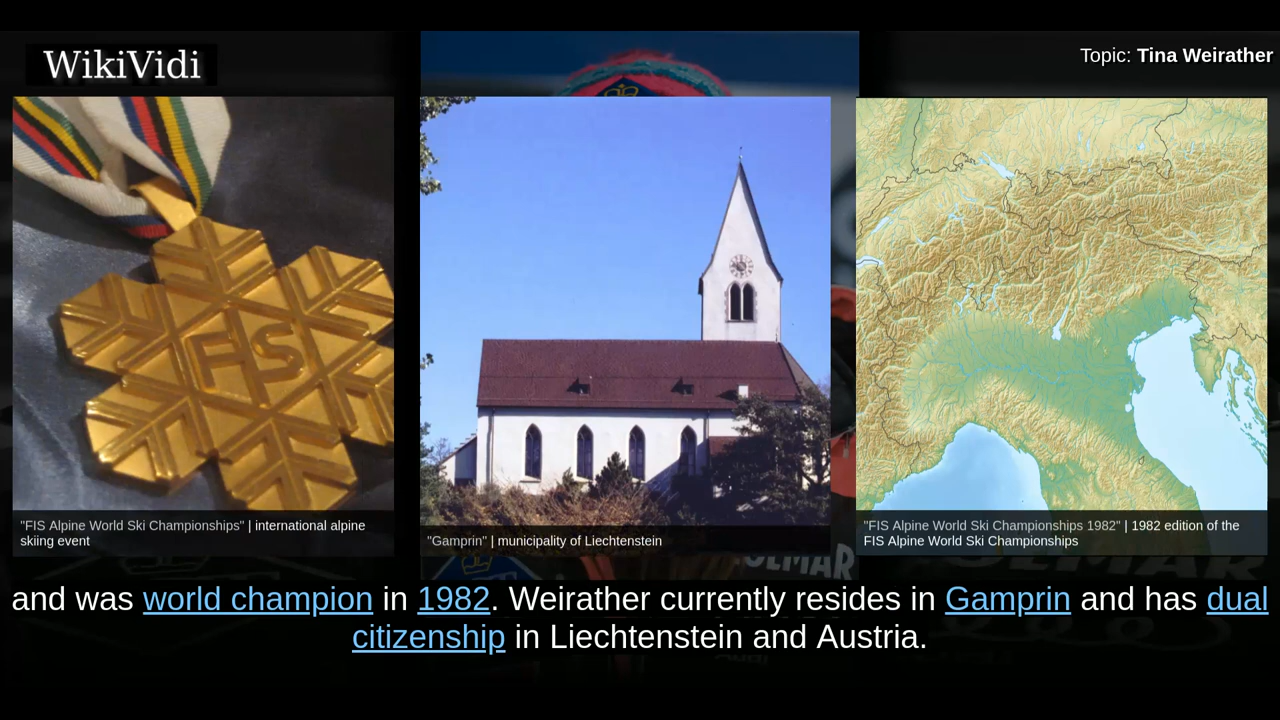 WikiVidi
Topic: Tina Weirather
FIS
"FIS Alpine World Ski Championships" | international alpine
skiing event
"Gamprin" | municipality of Liechtenstein
"FIS Alpine World Ski Championships 1982" | 1982 edition of the
FIS Alpine World Ski Championships
and was world champion in 1982. Weirather currently resides in Gamprin and has dual
citizenship in Liechtenstein and Austria.